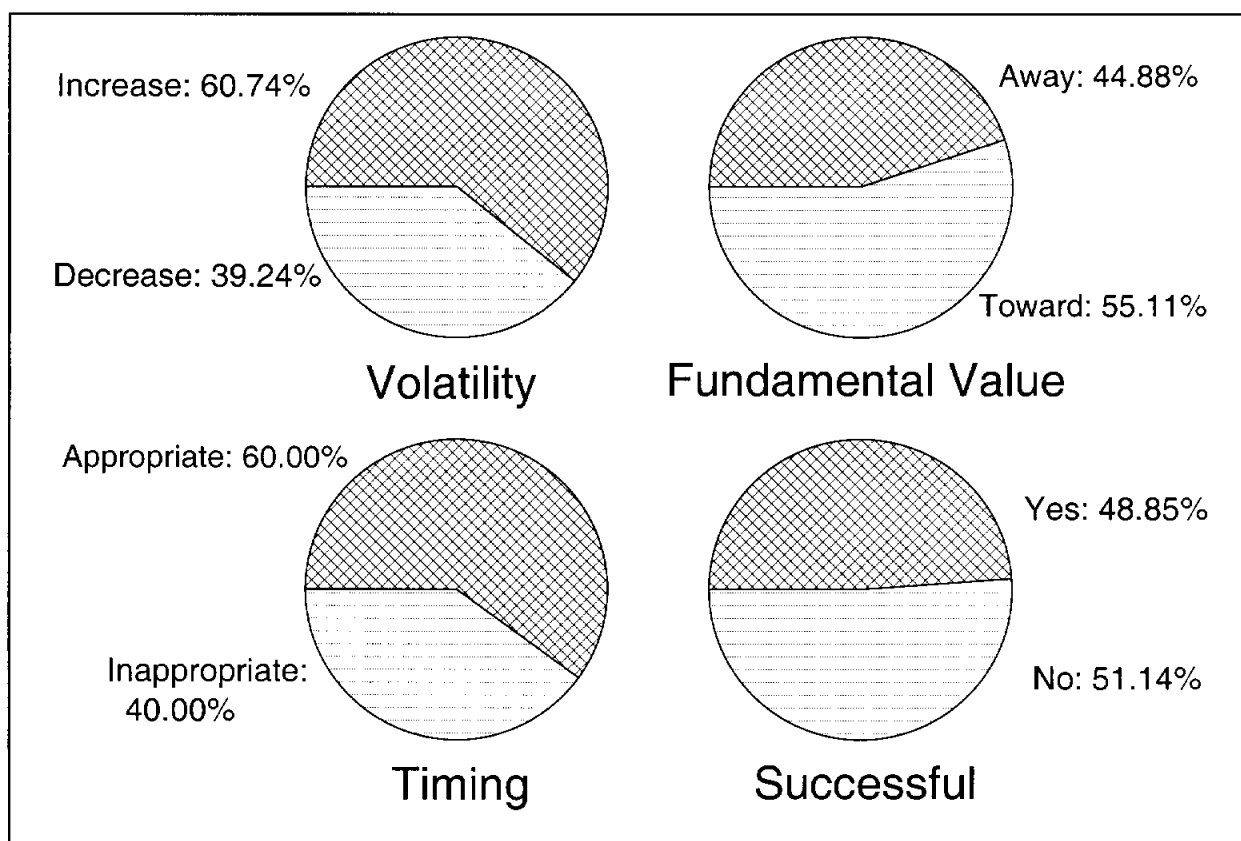 Increase: 60.74%
Decrease: 39.24%
Volatility
Away: 44.88%
Toward: 55.11%
Fundamental Value
Appropriate: 60.00%
Inappropriate:
40.00%
Timing
Yes: 48.85%
No: 51.14%
Successful